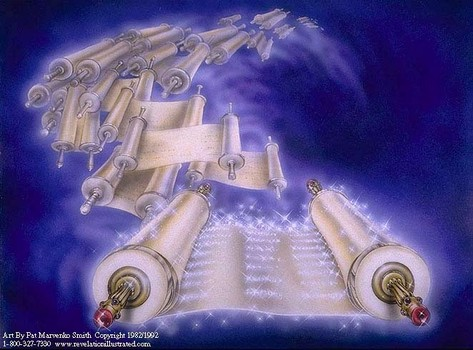 Art By Pat Marvenko Smith Copyright 1982/1992
1-800-327-7330 www.revelationillustrated.com